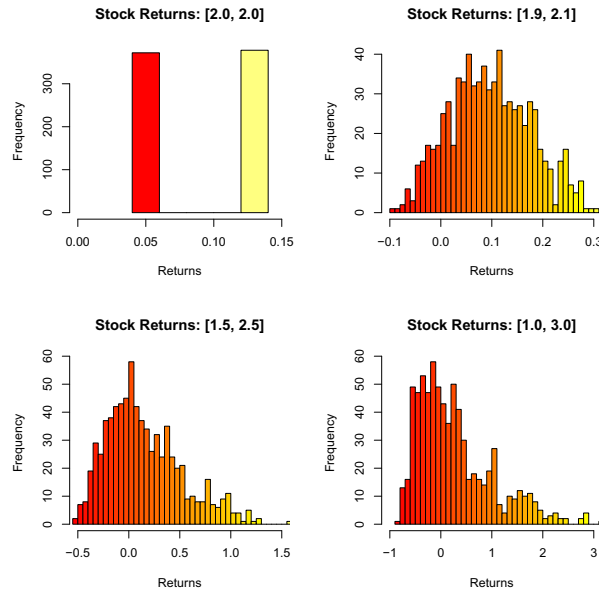 Stock Returns: [2.0, 2.0]
Frequency
0 100 200 300
0.00 0.05 0.10 0.15
Returns
Stock Returns: [1.9, 2.1]
Frequency
0 10 20 30 40
−0.1 0.0 0.1 0.2 0.3
Returns
Stock Returns: [1.5, 2.5]
Frequency
0 10 20 30 40 50 60
−0.5 0.0 0.5 1.0 1.5
Returns
Stock Returns: [1.0, 3.0]
Frequency
0 10 20 30 40 50 60
−1 0 1 2 3
Returns